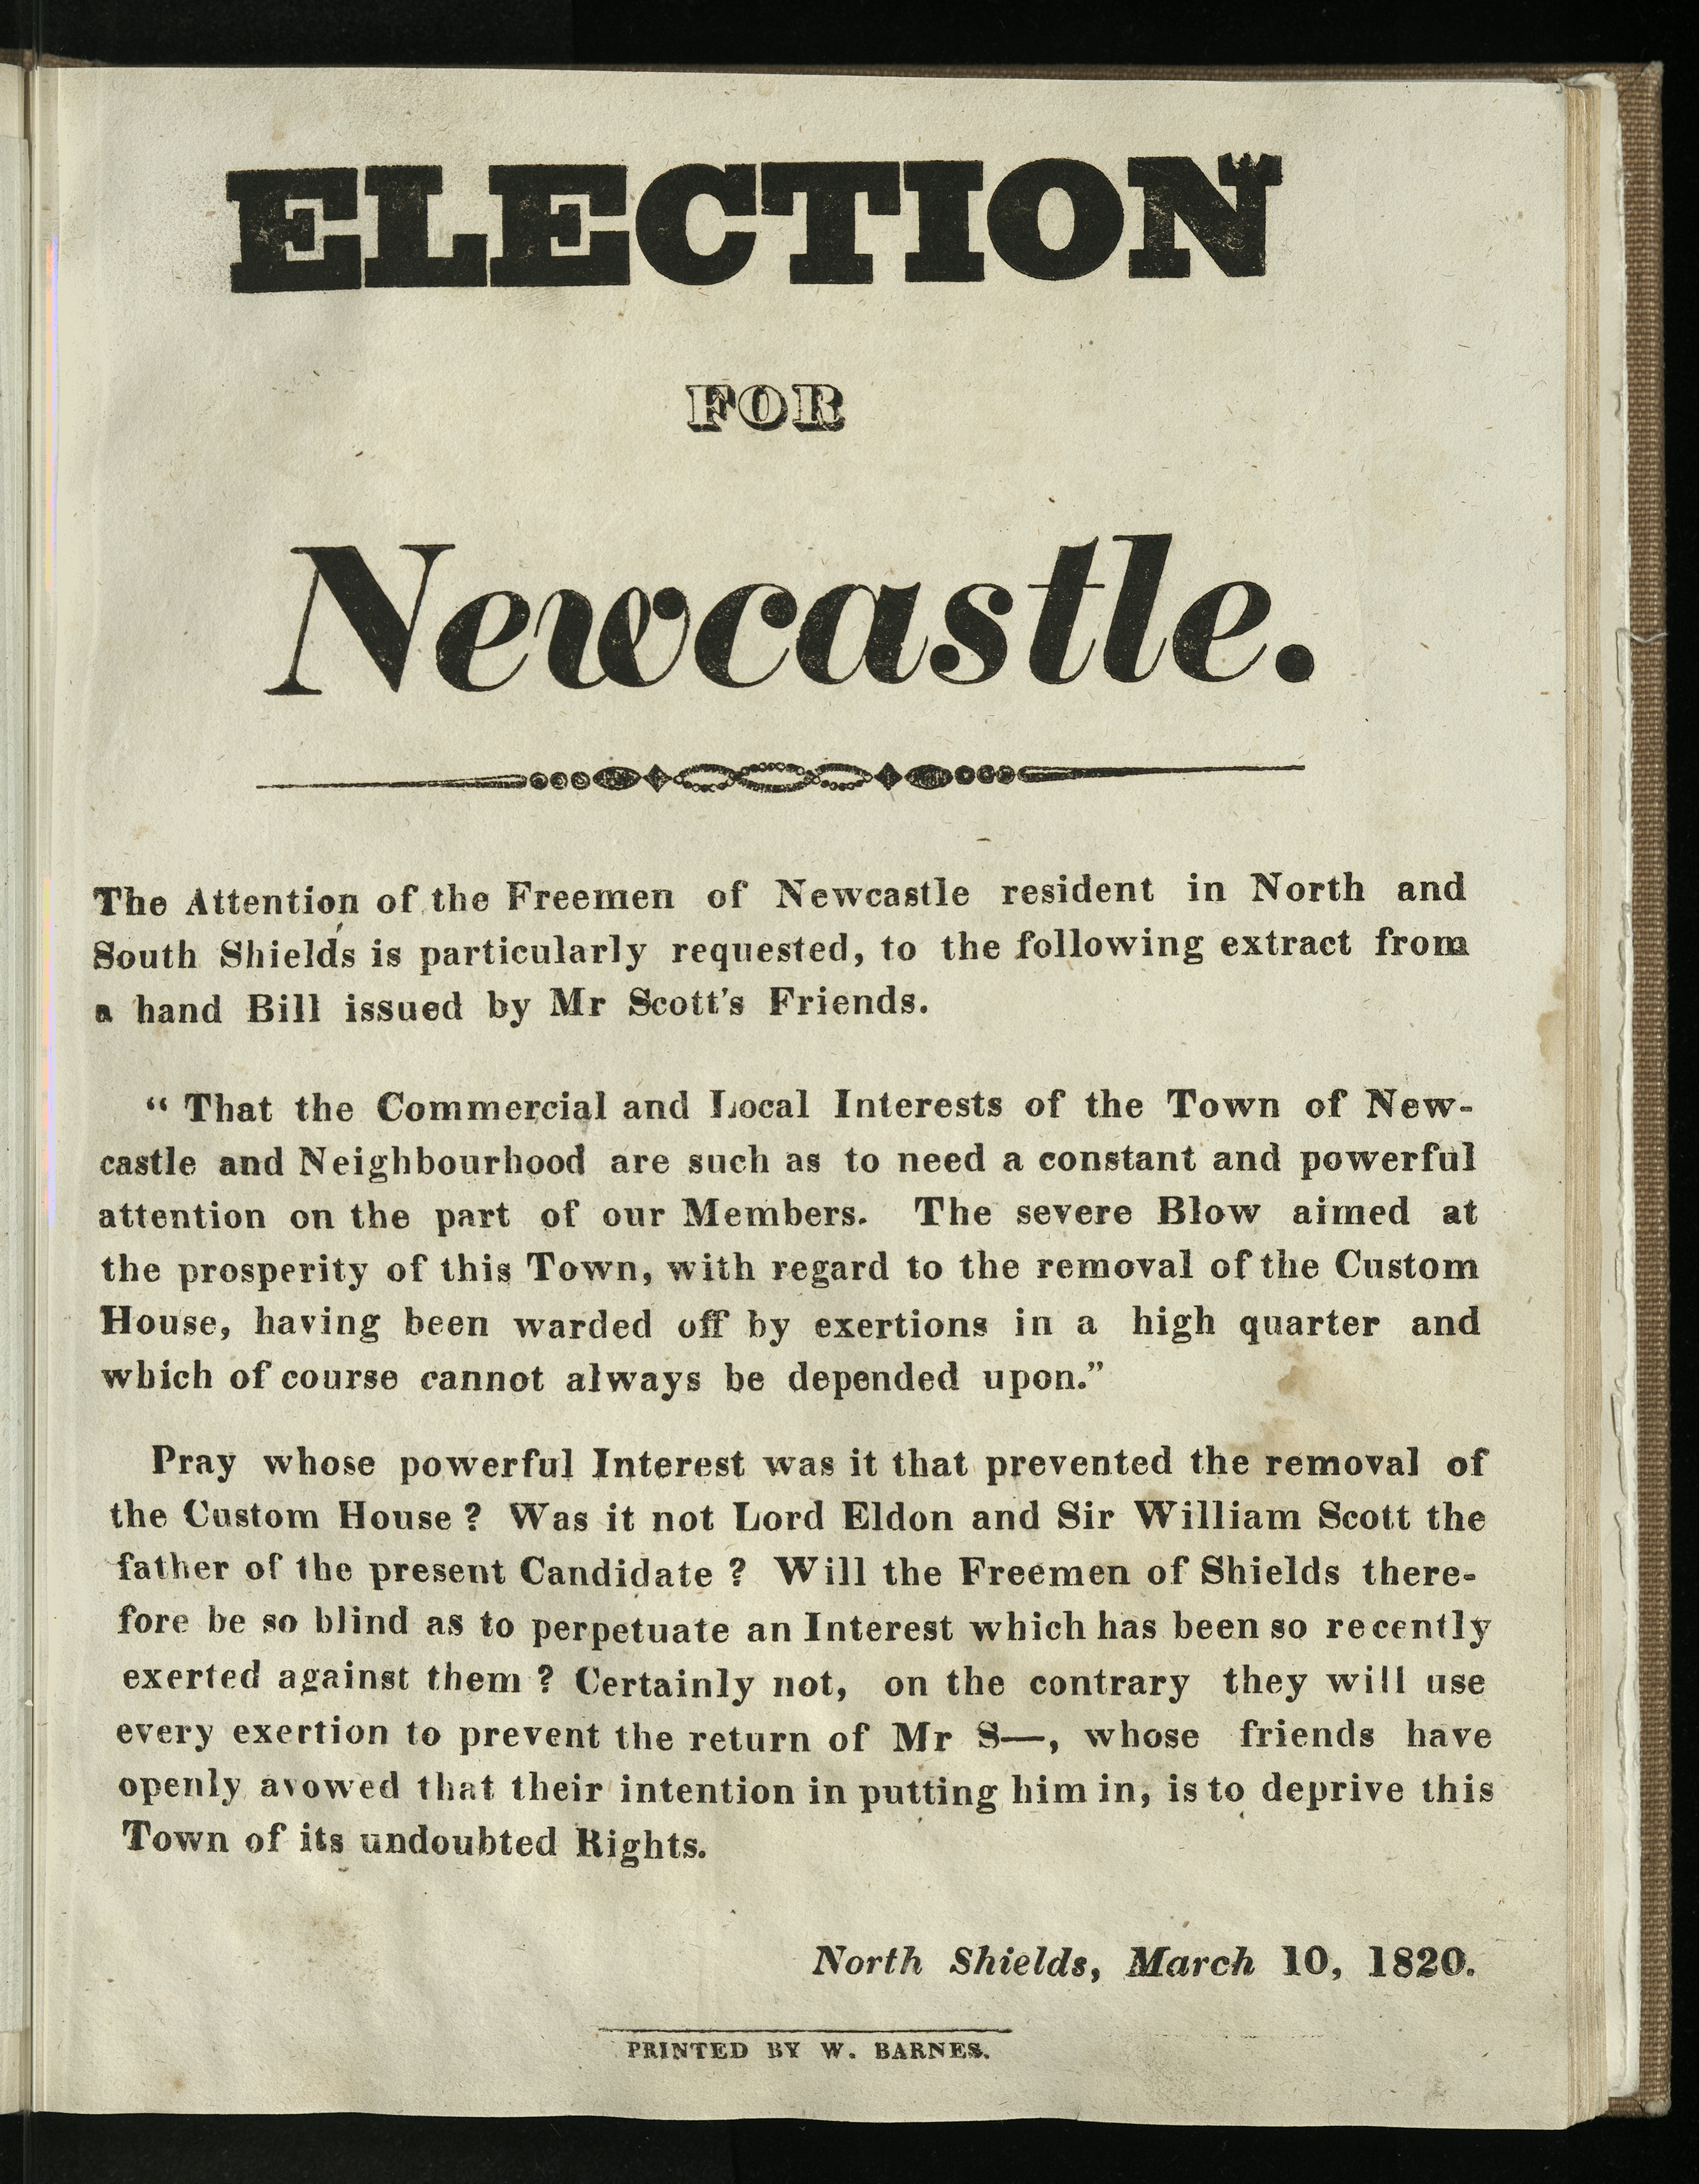 ELECTION
FOR
Newcastle.
The Attention of the Freemen of Newcastle resident in North and
South Shields is particularly requested, to the following extract from
a hand Bill issued by Mr Scott's Friends.
“ That the Commercial and Local Interests of the Town of New-
castle and Neighbourhood are such as to need a constant and powerful
attention on the part of our Members. The severe Blow aimed at
the prosperity of this Town, with regard to the removal of the Custom
House, having been warded off by exertions in a high quarter and
which of course cannot always be depended upon.”
Pray whose powerful Interest was it that prevented the removal of
the Custom House ? Was it not Lord Eldon and Sir William Scott the
father of the present Candidate ? Will the Freemen of Shields there-
fore be so blind as to perpetuate an Interest which has been so recently
exerted against them ? Certainly not, on the contrary they will use
every exertion to prevent the return of Mr S—, whose friends have
openly avowed that their intention in putting him in, is to deprive this
Town of its undoubted Rights.
North Shields, March 10, 1820.
PRINTED BY W. BARNES.